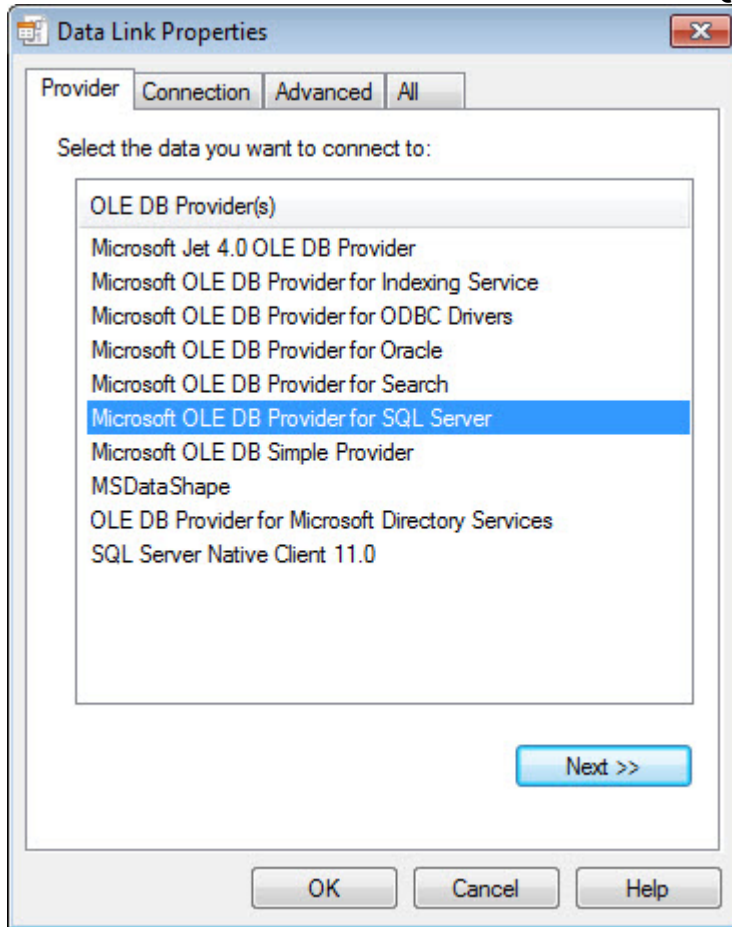 Data Link Properties
Provider Connection Advanced All
Select the data you want to connect to:
OLE DB Provider(s)
Microsoft Jet 4.0 OLE DB Provider
Microsoft OLE DB Provider for Indexing Service
Microsoft OLE DB Provider for ODBC Drivers
Microsoft OLE DB Provider for Oracle
Microsoft OLE DB Provider for Search
Microsoft OLE DB Provider for SQL Server
Microsoft OLE DB Simple Provider
MSDataShape
OLE DB Provider for Microsoft Directory Services
SQL Server Native Client 11.0
Next >>
OK Cancel Help